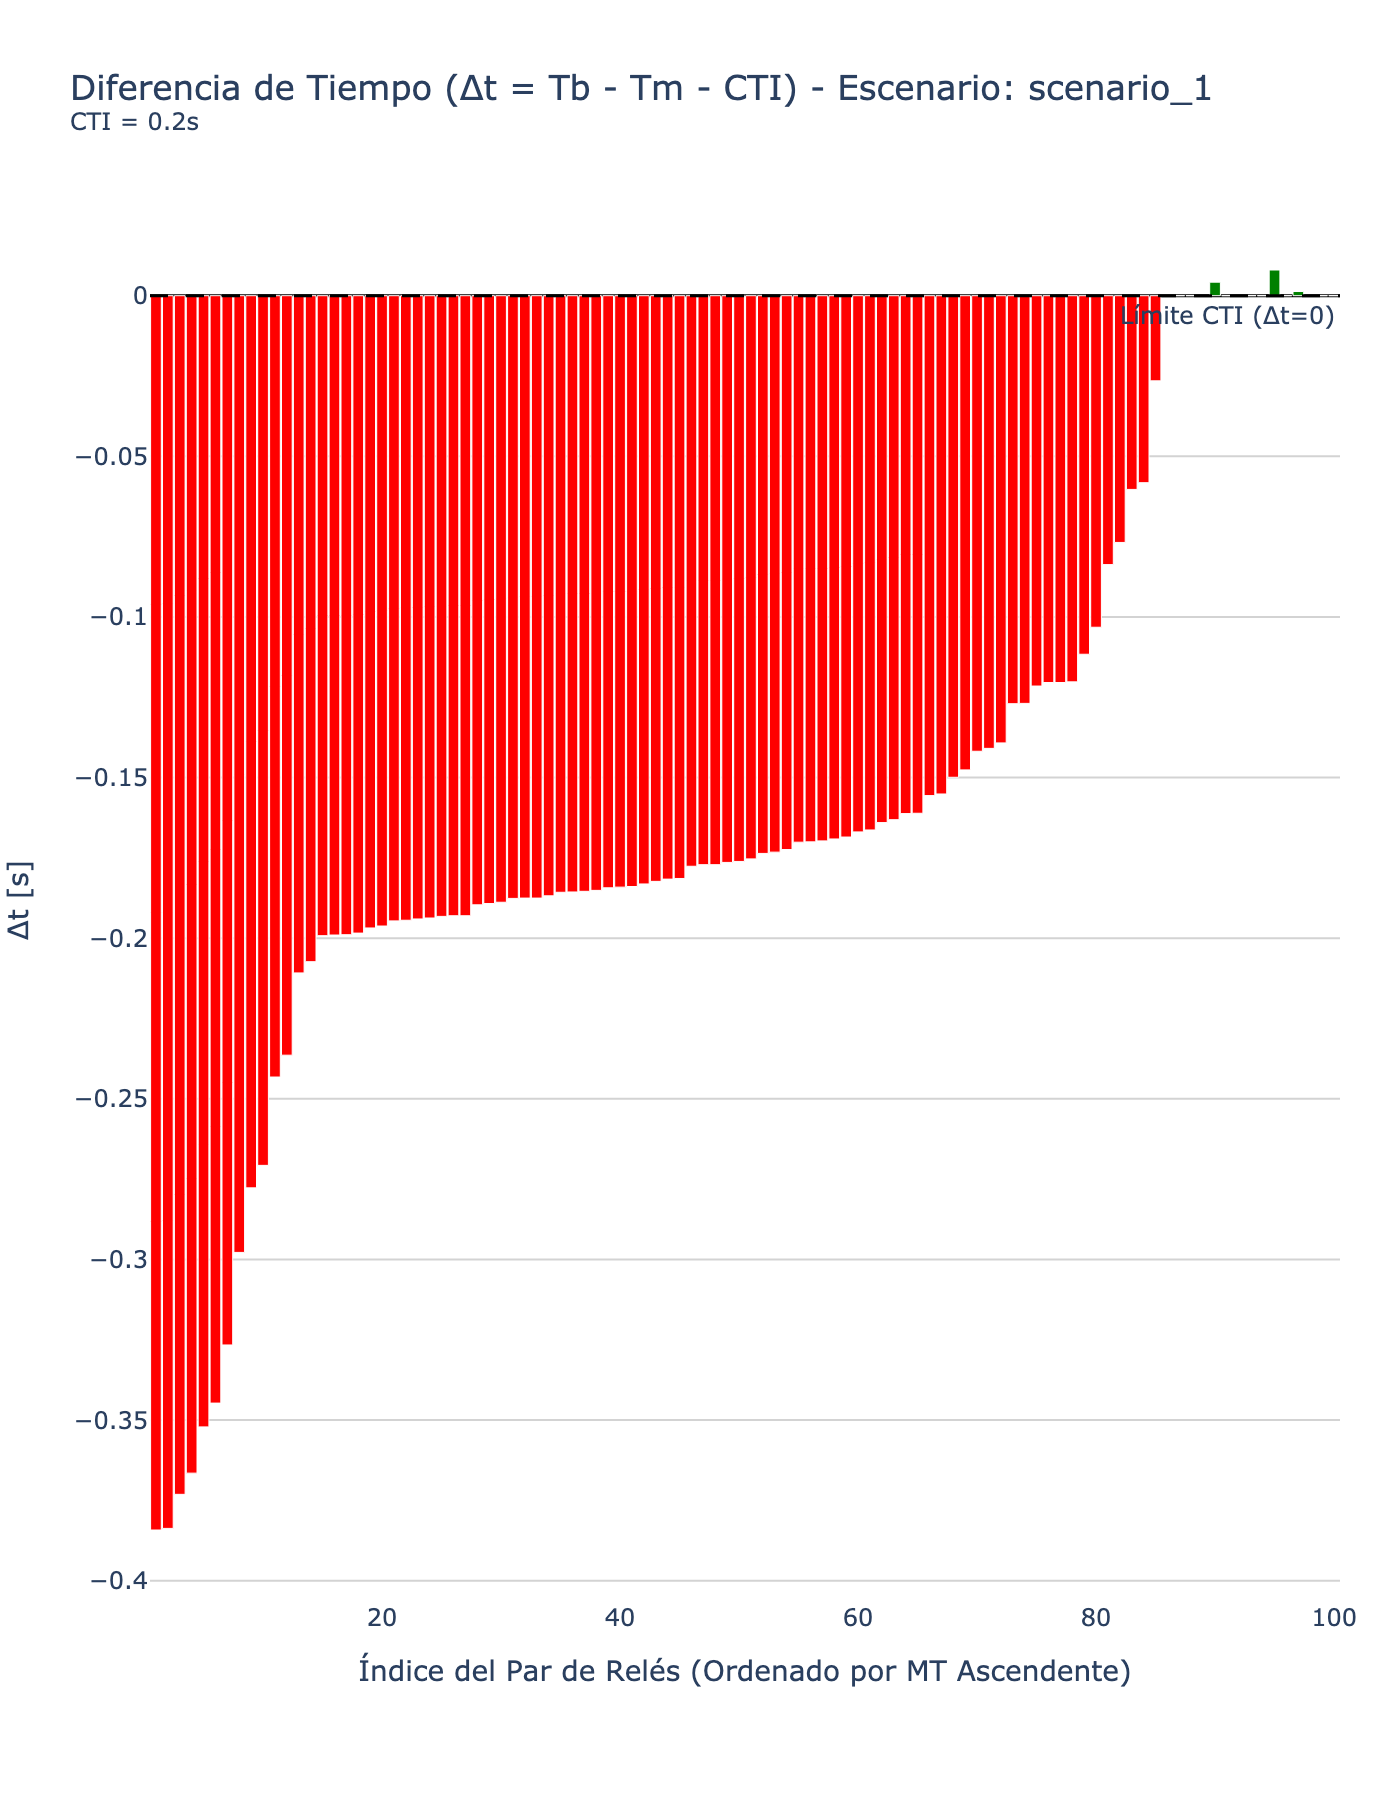 Diferencia de Tiempo (Δt = Tb - Tm - CTI) - Escenario: scenario_1
CTI = 0.2s
0
Límite CTI (Δt=0)
−0.05
−0.1
−0.15
−0.2
−0.25
−0.3
−0.35
−0.4
Δt [s]
20 40 60 80 100
Índice del Par de Relés (Ordenado por MT Ascendente)